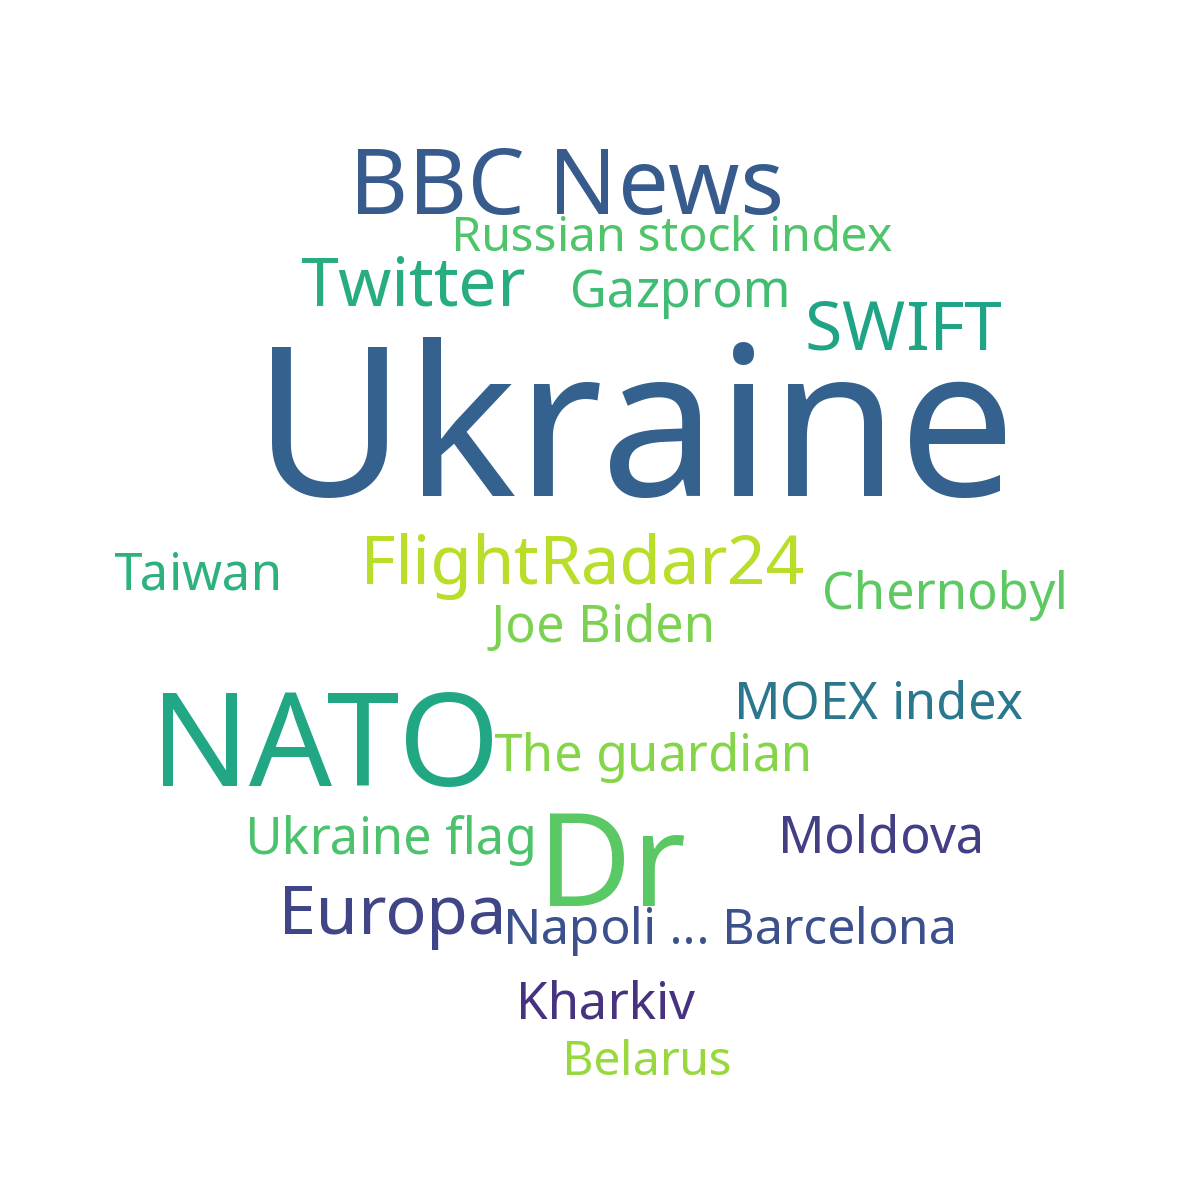 BBC News
Russian stock index
Twitter
Gazprom
SWIFT
Ukraine
FlightRadar24
Taiwan
Chernobyl
Joe Biden
NATO
MOEX index
The guardian
Ukraine flag
Dr
Moldova
Europa
Napoli ... Barcelona
Kharkiv
Belarus